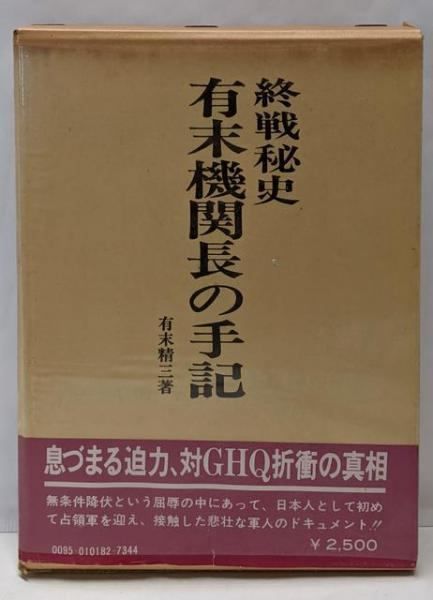 終戦秘史
有末機関長の手記
有末精三著
息づまる迫力、対GHQ折衝の真相
無条件降伏という屈辱の中にあって、日本人として初め
て占領軍を迎え、接触した悲壮な軍人のドキュメント!!
0095-010182-7344
¥2,500